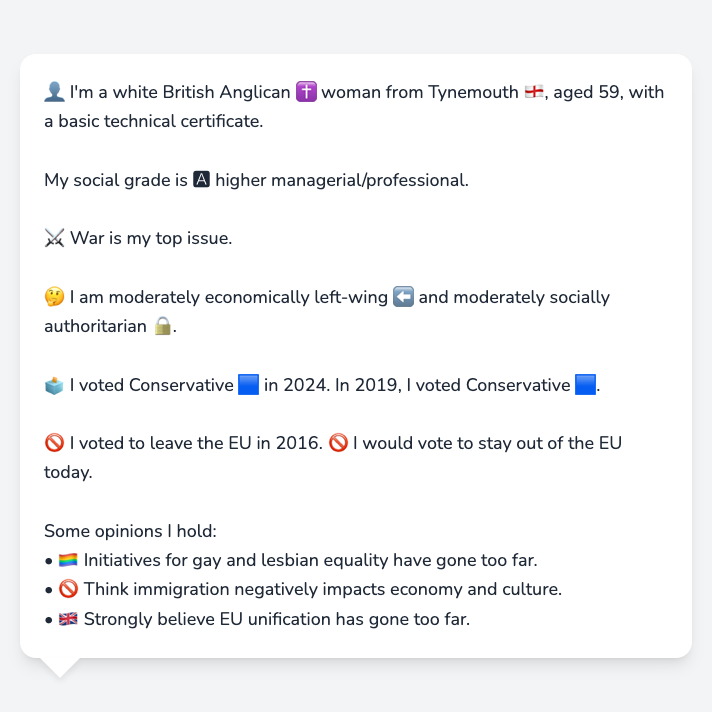 👤 I'm a white British Anglican ✝️ woman from Tynemouth 🏴󠁧󠁢󠁥󠁮󠁧󠁿, aged 59, with
a basic technical certificate.
My social grade is 🅰️ higher managerial/professional.
⚔️ War is my top issue.
🤔 I am moderately economically left-wing ⬅️ and moderately socially
authoritarian 🔒.
🗳️ I voted Conservative 🟦 in 2024. In 2019, I voted Conservative 🟦.
🚫 I voted to leave the EU in 2016. 🚫 I would vote to stay out of the EU
today.
Some opinions I hold:
• 🏳️‍🌈 Initiatives for gay and lesbian equality have gone too far.
• 🚫 Think immigration negatively impacts economy and culture.
• 🇬🇧 Strongly believe EU unification has gone too far.